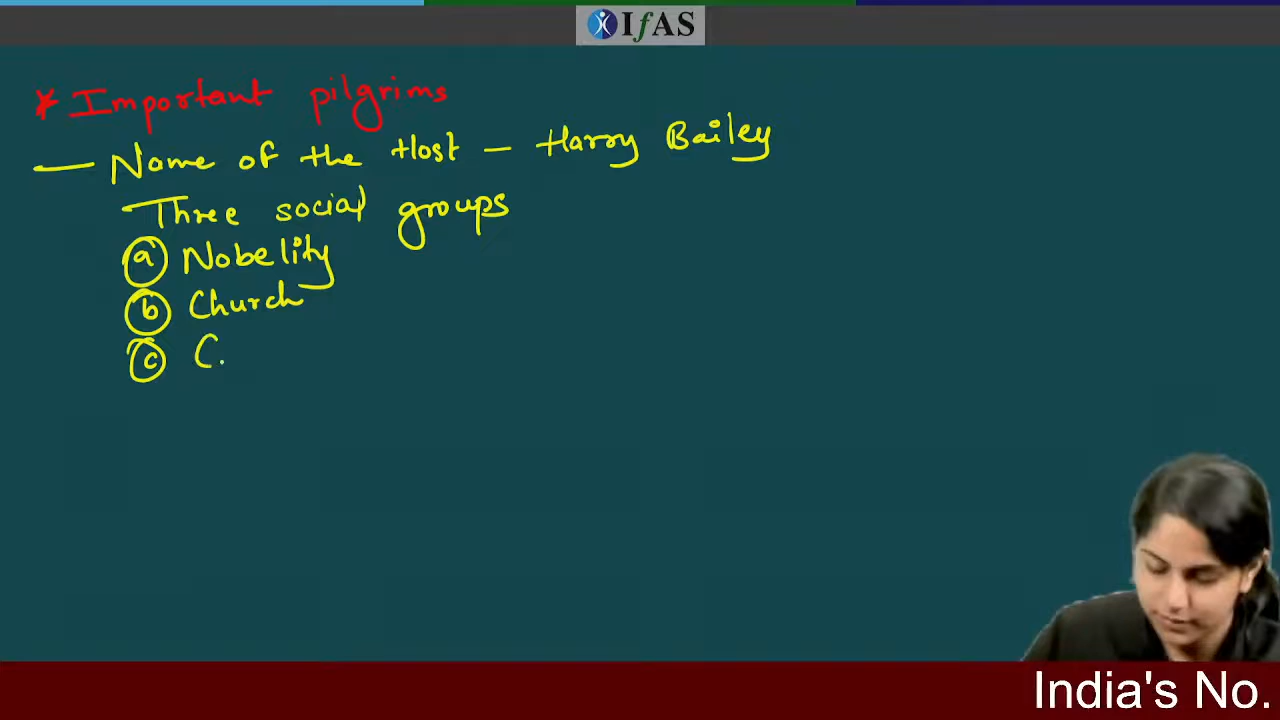 IfAS
* Important pilgrims
— Name of the Host – Harry Bailey
Three social groups
(a) Nobelity
(b) Church
(c) C.
India's No.